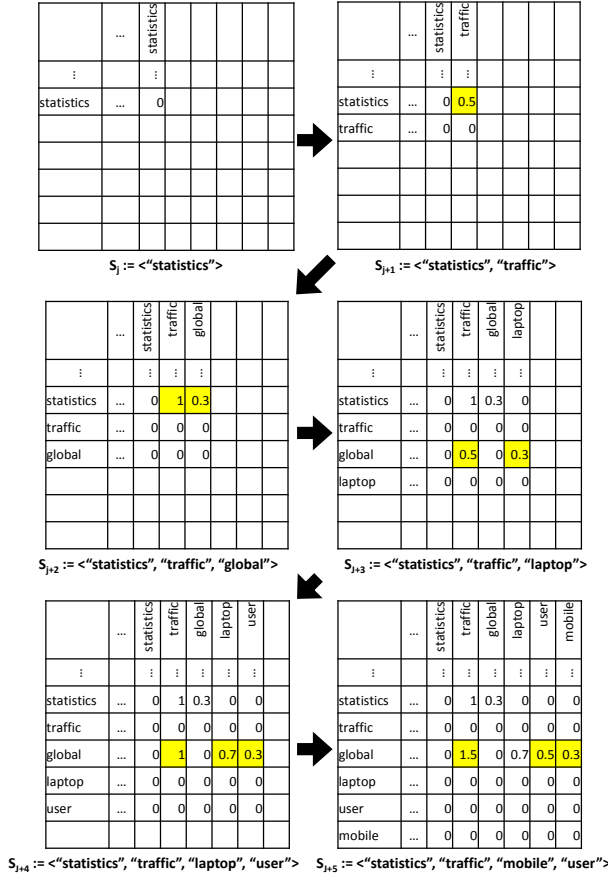 ... statistics
⋮ ⋮
statistics ... 0
S_j := <“statistics”>
... statistics traffic
⋮ ⋮ ⋮
statistics ... 0 0.5
traffic ... 0 0
S_j+1 := <“statistics”, “traffic”>
... statistics traffic global
⋮ ⋮ ⋮ ⋮
statistics ... 0 1 0.3
traffic ... 0 0 0
global ... 0 0 0
S_j+2 := <“statistics”, “traffic”, “global”>
... statistics traffic global laptop
⋮ ⋮ ⋮ ⋮ ⋮
statistics ... 0 1 0.3 0
traffic ... 0 0 0 0
global ... 0 0.5 0 0.3
laptop ... 0 0 0 0
S_J+3 := <“statistics”, “traffic”, “laptop”>
... statistics traffic global laptop user
⋮ ⋮ ⋮ ⋮ ⋮ ⋮
statistics ... 0 1 0.3 0 0
traffic ... 0 0 0 0 0
global ... 0 1 0 0.7 0.3
laptop ... 0 0 0 0 0
user ... 0 0 0 0 0
S_J+4 := <“statistics”, “traffic”, “laptop”, “user”>
... statistics traffic global laptop user mobile
⋮ ⋮ ⋮ ⋮ ⋮ ⋮ ⋮
statistics ... 0 1 0.3 0 0 0
traffic ... 0 0 0 0 0 0
global ... 0 1.5 0 0.7 0.5 0.3
laptop ... 0 0 0 0 0 0
user ... 0 0 0 0 0 0
mobile ... 0 0 0 0 0 0
S_J+5 := <“statistics”, “traffic”, “mobile”, “user”>